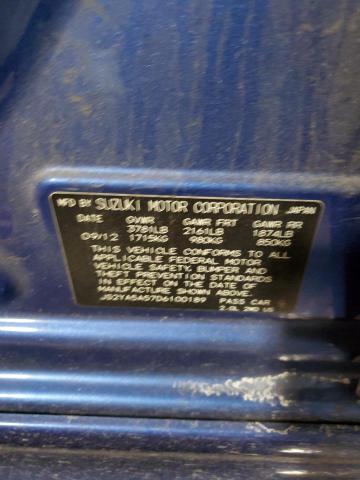 MFD BY SUZUKI MOTOR CORPORATION JAPAN
DATE GVWR GAWR FRT GAWR RR
3781LB 2161LB 1874LB
09/12 1715KG 980KG 850KG
THIS VEHICLE CONFORMS TO ALL
APPLICABLE FEDERAL MOTOR
VEHICLE SAFETY, BUMPER AND
THEFT PREVENTION STANDARDS
IN EFFECT ON THE DATE OF
MANUFACTURE SHOWN ABOVE.
JS2YA5A57D6100189 PASS CAR
2.0L